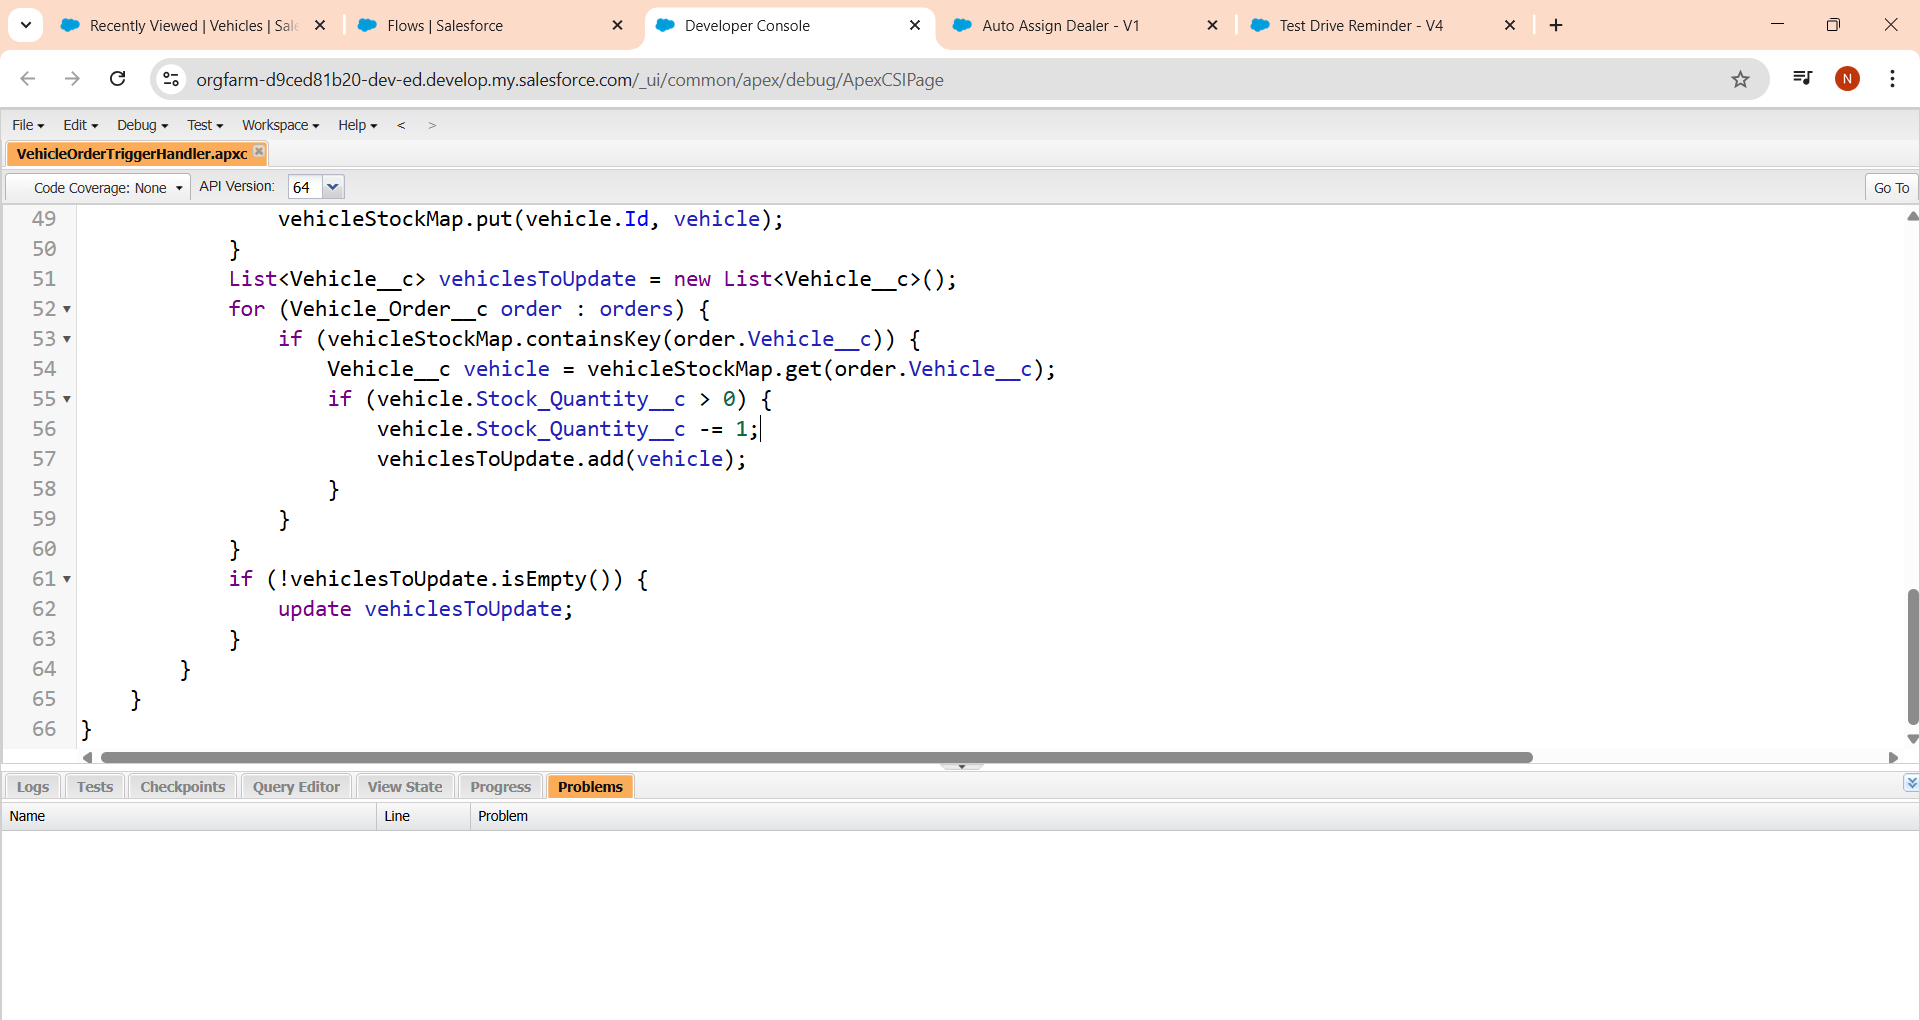 Recently Viewed | Vehicles | Sale
Flows | Salesforce
Developer Console
Auto Assign Dealer - V1
Test Drive Reminder - V4
orgfarm-d9ced81b20-dev-ed.develop.my.salesforce.com/_ui/common/apex/debug/ApexCSIPage
N
File Edit Debug Test Workspace Help < >
VehicleOrderTriggerHandler.apxc
Code Coverage: None API Version: 64 Go To
49 vehicleStockMap.put(vehicle.Id, vehicle);
50 }
51 List<Vehicle__c> vehiclesToUpdate = new List<Vehicle__c>();
52 for (Vehicle_Order__c order : orders) {
53 if (vehicleStockMap.containsKey(order.Vehicle__c)) {
54 Vehicle__c vehicle = vehicleStockMap.get(order.Vehicle__c);
55 if (vehicle.Stock_Quantity__c > 0) {
56 vehicle.Stock_Quantity__c -= 1;
57 vehiclesToUpdate.add(vehicle);
58 }
59 }
60 }
61 if (!vehiclesToUpdate.isEmpty()) {
62 update vehiclesToUpdate;
63 }
64 }
65 }
66 }
Logs Tests Checkpoints Query Editor View State Progress Problems
Name Line Problem